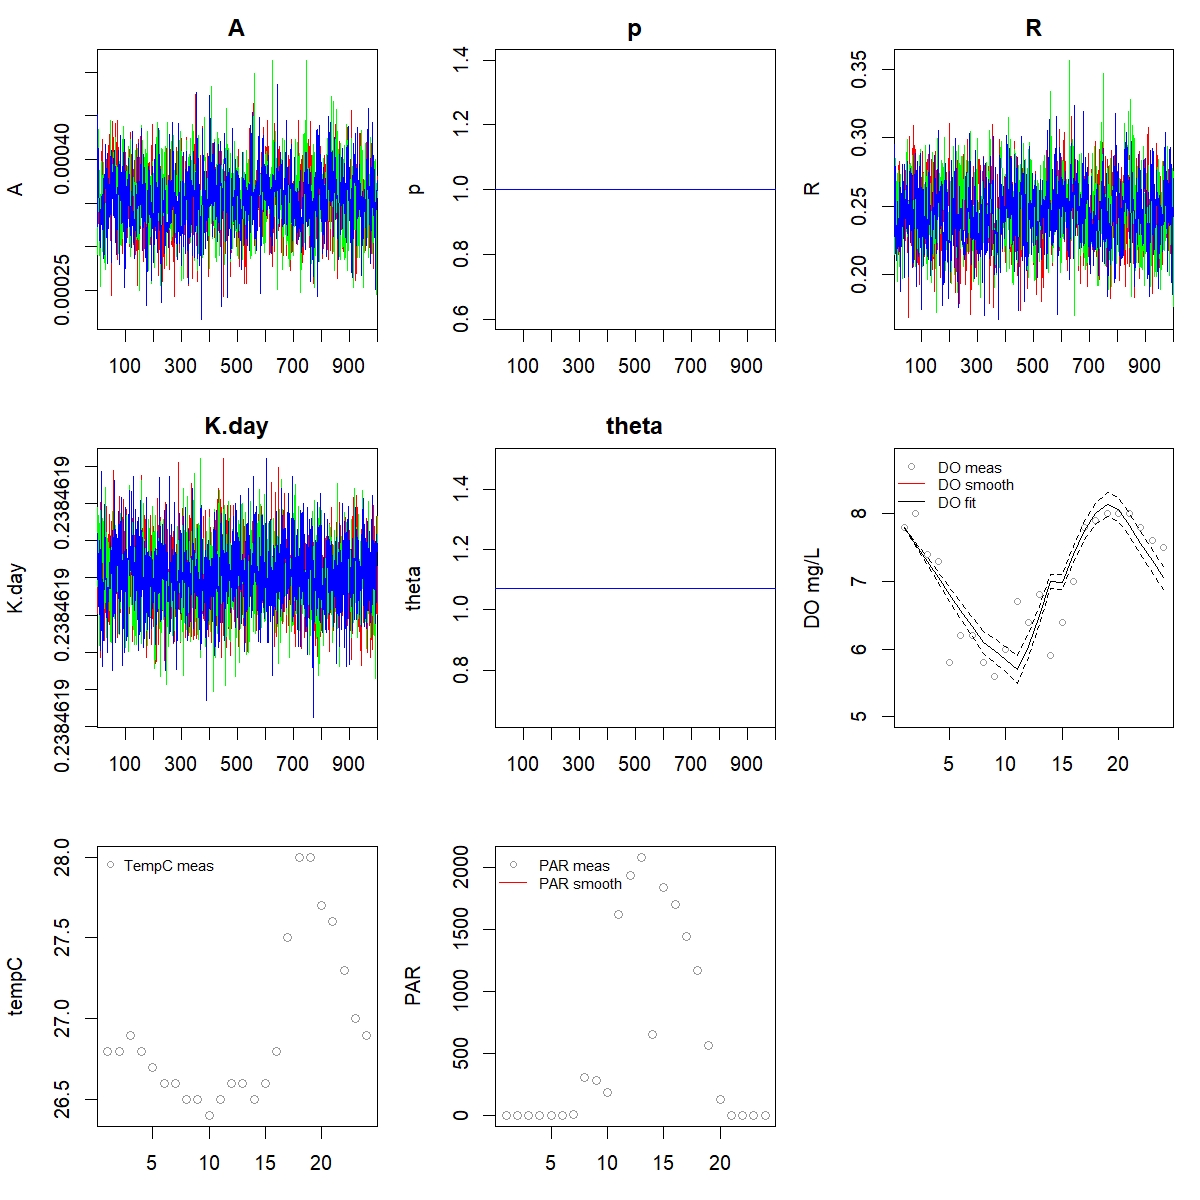 A
A
0.00040
0.00025
100 300 500 700 900
p
p
1.4
1.2
1.0
0.8
0.6
100 300 500 700 900
R
R
0.35
0.30
0.25
0.20
100 300 500 700 900
K.day
K.day
0.2384619
0.2384619
0.2384619
0.2384619
0.2384619
100 300 500 700 900
theta
theta
1.4
1.2
1.0
0.8
100 300 500 700 900
DO mg/L
8
7
6
5
DO meas
DO smooth
DO fit
5 10 15 20
tempC
28.0
27.5
27.0
26.5
TempC meas
5 10 15 20
PAR
2000
1500
1000
500
0
PAR meas
PAR smooth
5 10 15 20